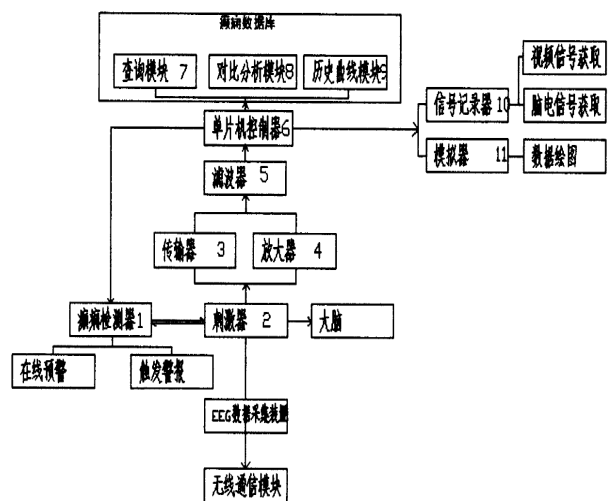 癫痫数据库
查询模块 7
对比分析模块8
历史曲线模块9
视频信号获取
信号记录器 10
脑电信号获取
单片机控制器6
模拟器 11
数据绘图
滤波器 5
传输器 3
放大器 4
癫痫检测器1
刺激器 2
大脑
在线预警
触发警报
EEG数据采集装置
无线通信模块